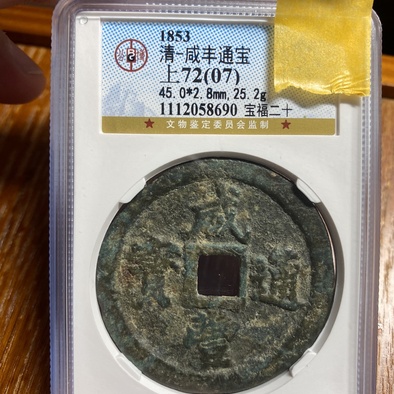 1853
清·咸丰通宝
上72(07)
45.0*2.8mm,25.2g
1112058690 宝福二十
★ 文物鉴定委员会监制 ★
咸
寶 通
豐